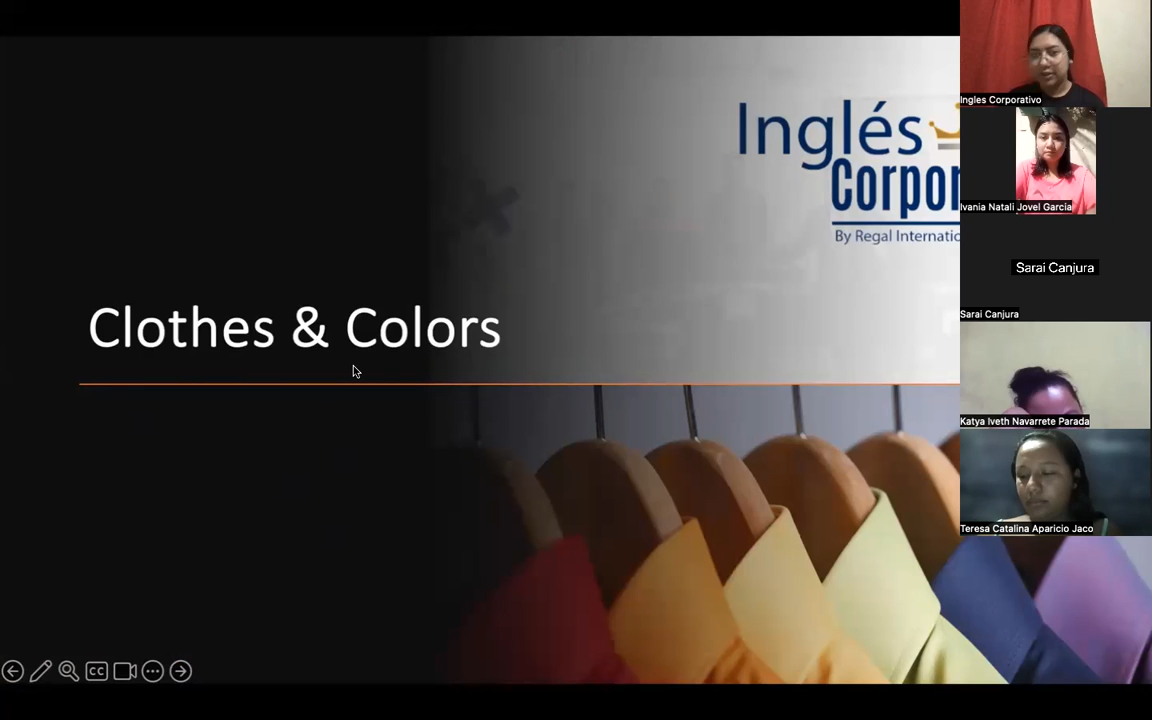 Inglés
Corpor
By Regal Internatio
Clothes & Colors
Ingles Corporativo
Ivania Natali Jovel Garcia
Sarai Canjura
Sarai Canjura
Katya Iveth Navarrete Parada
Teresa Catalina Aparicio Jaco
CC